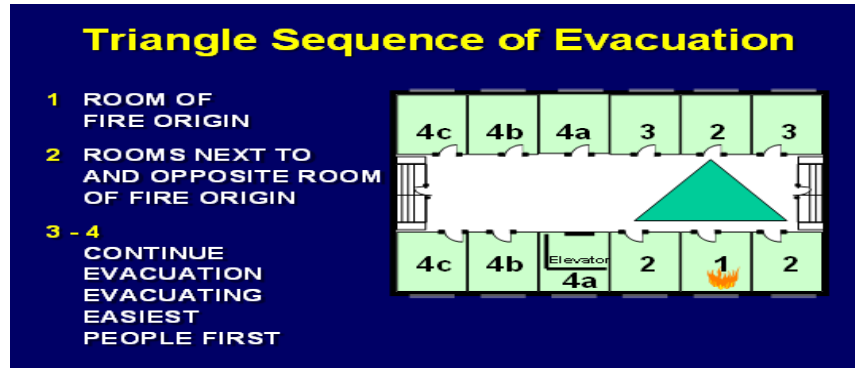 Triangle Sequence of Evacuation
1 ROOM OF
FIRE ORIGIN
2 ROOMS NEXT TO
AND OPPOSITE ROOM
OF FIRE ORIGIN
3 - 4
CONTINUE
EVACUATION
EVACUATING
EASIEST
PEOPLE FIRST
4c 4b 4a 3 2 3
4c 4b Elevator 2 1 2
4a